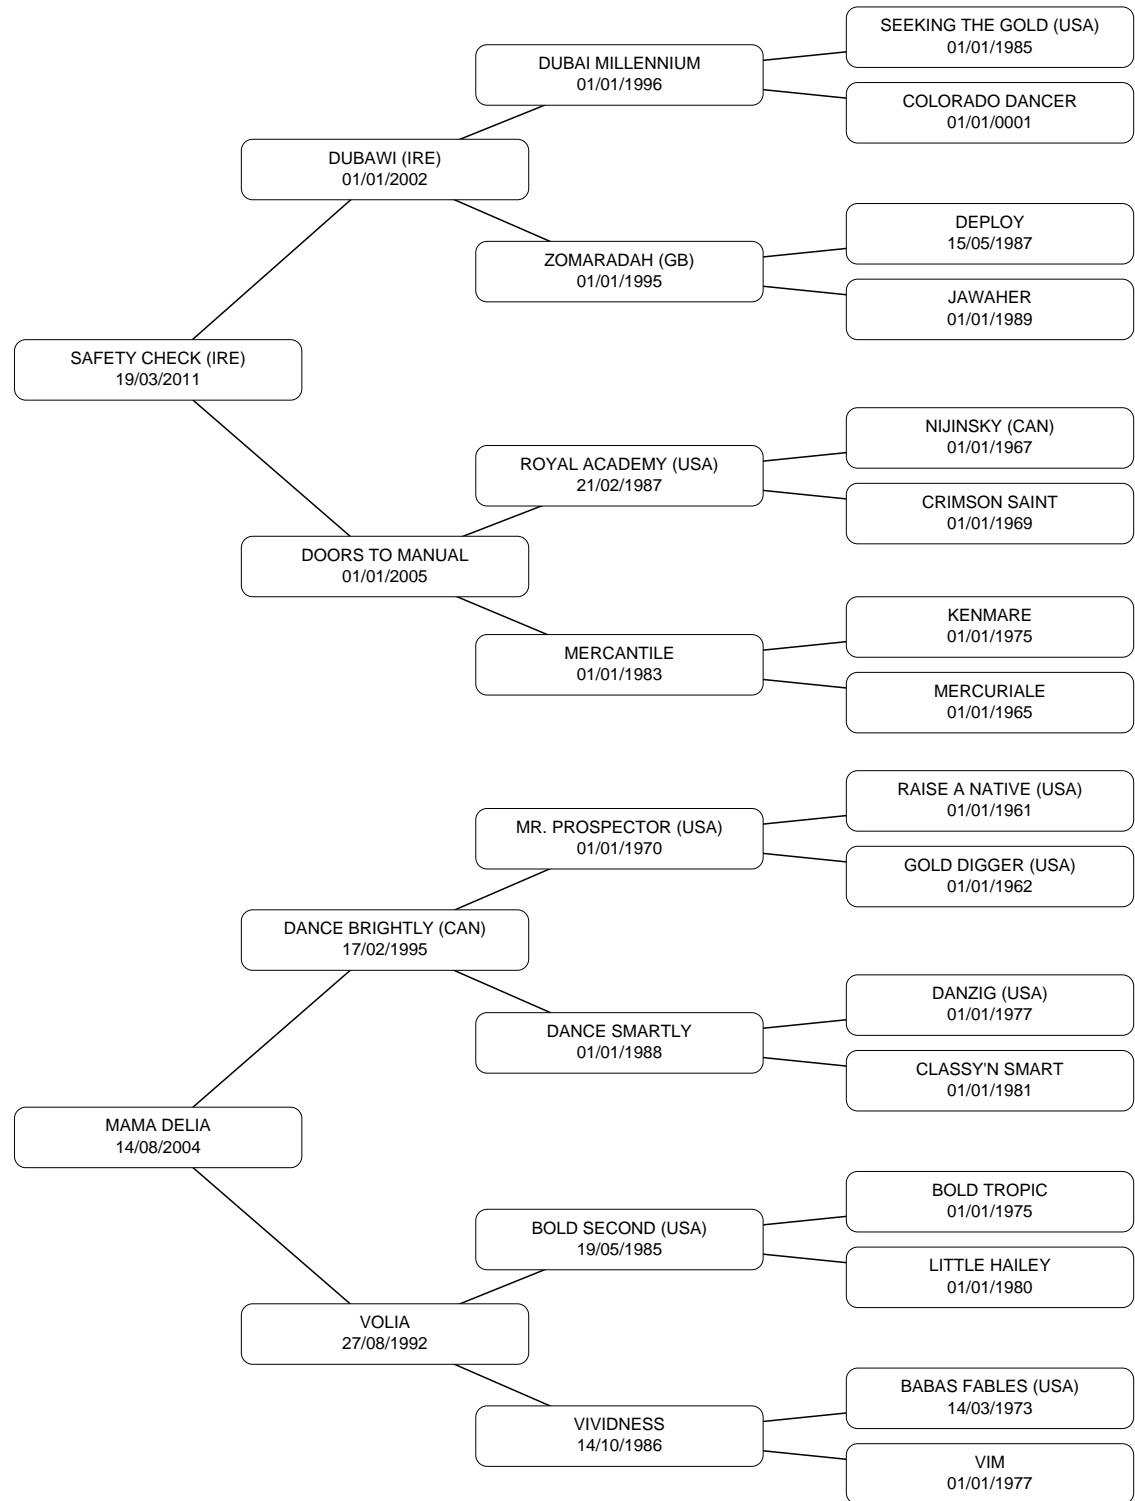 SEEKING THE GOLD (USA)
01/01/1985
DUBAI MILLENNIUM
01/01/1996
COLORADO DANCER
01/01/0001
DUBAWI (IRE)
01/01/2002
DEPLOY
15/05/1987
ZOMARADAH (GB)
01/01/1995
JAWAHER
01/01/1989
SAFETY CHECK (IRE)
19/03/2011
NIJINSKY (CAN)
01/01/1967
ROYAL ACADEMY (USA)
21/02/1987
CRIMSON SAINT
01/01/1969
DOORS TO MANUAL
01/01/2005
KENMARE
01/01/1975
MERCANTILE
01/01/1983
MERCURIALE
01/01/1965
RAISE A NATIVE (USA)
01/01/1961
MR. PROSPECTOR (USA)
01/01/1970
GOLD DIGGER (USA)
01/01/1962
DANCE BRIGHTLY (CAN)
17/02/1995
DANZIG (USA)
01/01/1977
DANCE SMARTLY
01/01/1988
CLASSY'N SMART
01/01/1981
MAMA DELIA
14/08/2004
BOLD TROPIC
01/01/1975
BOLD SECOND (USA)
19/05/1985
LITTLE HAILEY
01/01/1980
VOLIA
27/08/1992
BABAS FABLES (USA)
14/03/1973
VIVIDNESS
14/10/1986
VIM
01/01/1977